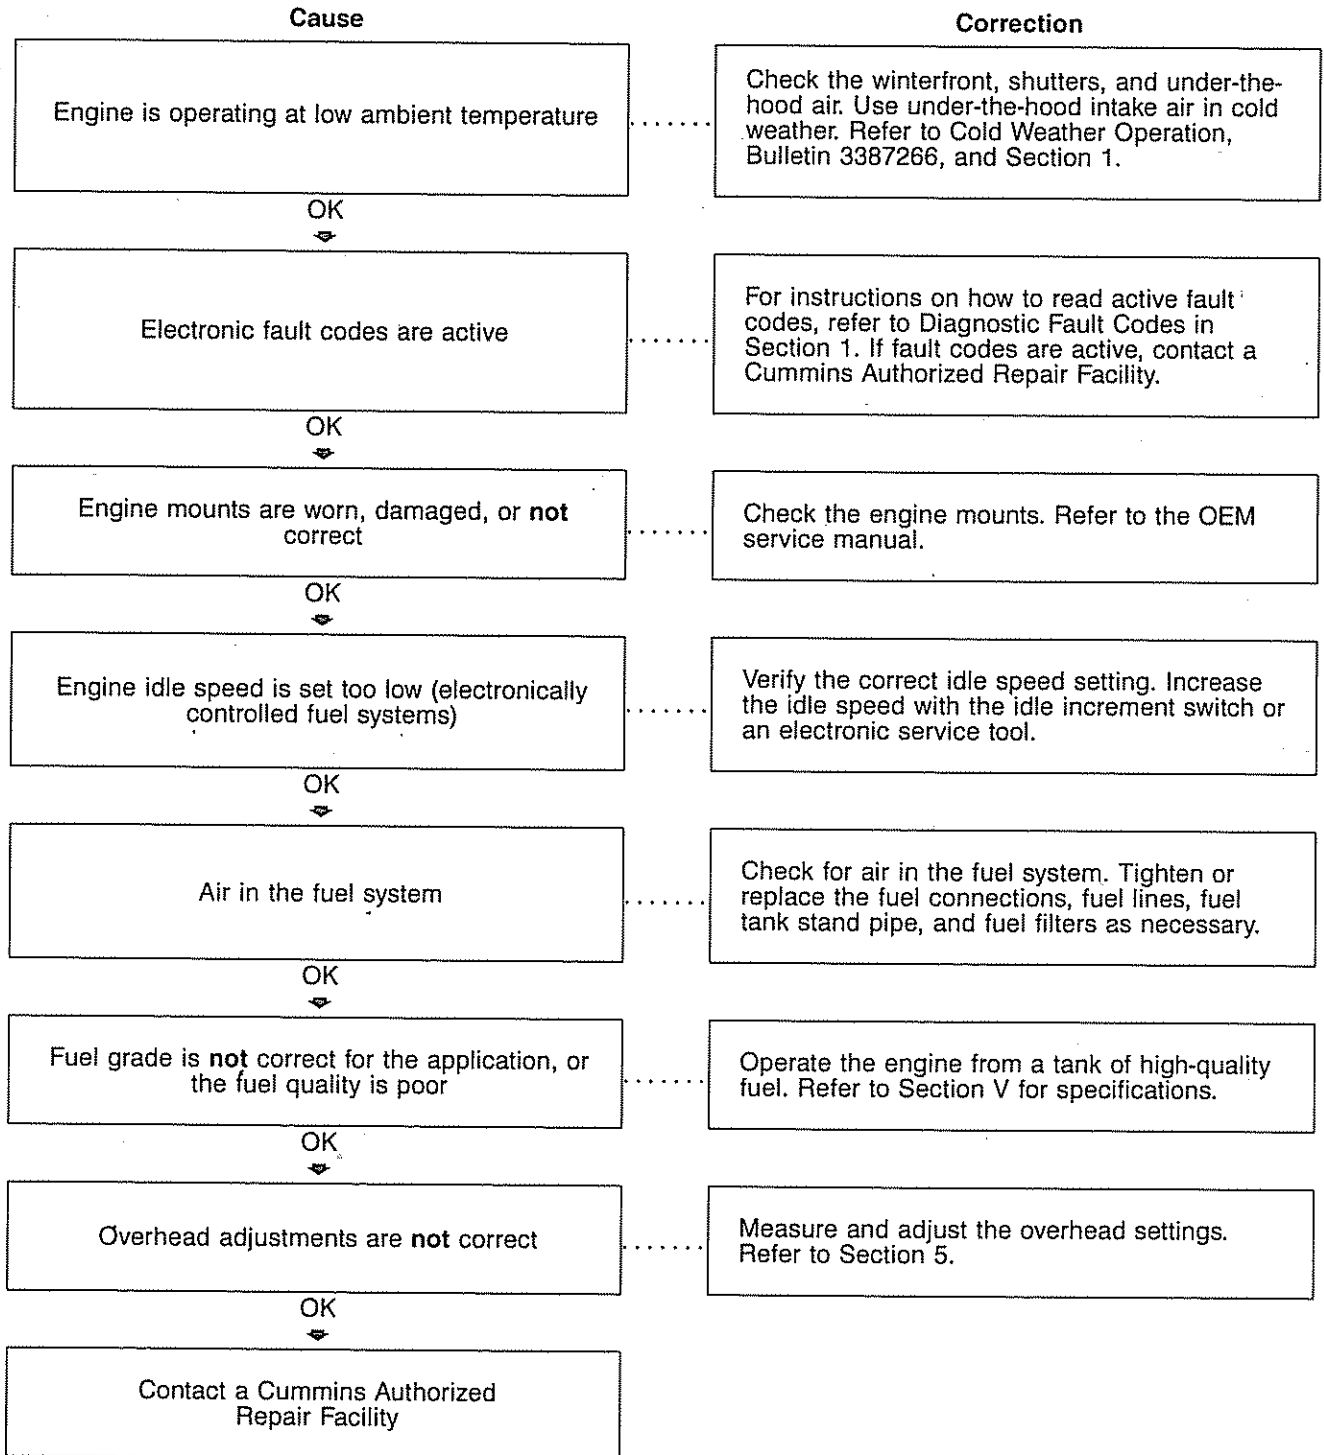 Cause
Correction
Engine is operating at low ambient temperature
Check the winterfront, shutters, and under-the-
hood air. Use under-the-hood intake air in cold
weather. Refer to Cold Weather Operation,
Bulletin 3387266, and Section 1.
OK
Electronic fault codes are active
For instructions on how to read active fault
codes, refer to Diagnostic Fault Codes in
Section 1. If fault codes are active, contact a
Cummins Authorized Repair Facility.
OK
Engine mounts are worn, damaged, or not
correct
Check the engine mounts. Refer to the OEM
service manual.
OK
Engine idle speed is set too low (electronically
controlled fuel systems)
Verify the correct idle speed setting. Increase
the idle speed with the idle increment switch or
an electronic service tool.
OK
Air in the fuel system
Check for air in the fuel system. Tighten or
replace the fuel connections, fuel lines, fuel
tank stand pipe, and fuel filters as necessary.
OK
Fuel grade is not correct for the application, or
the fuel quality is poor
Operate the engine from a tank of high-quality
fuel. Refer to Section V for specifications.
OK
Overhead adjustments are not correct
Measure and adjust the overhead settings.
Refer to Section 5.
OK
Contact a Cummins Authorized
Repair Facility